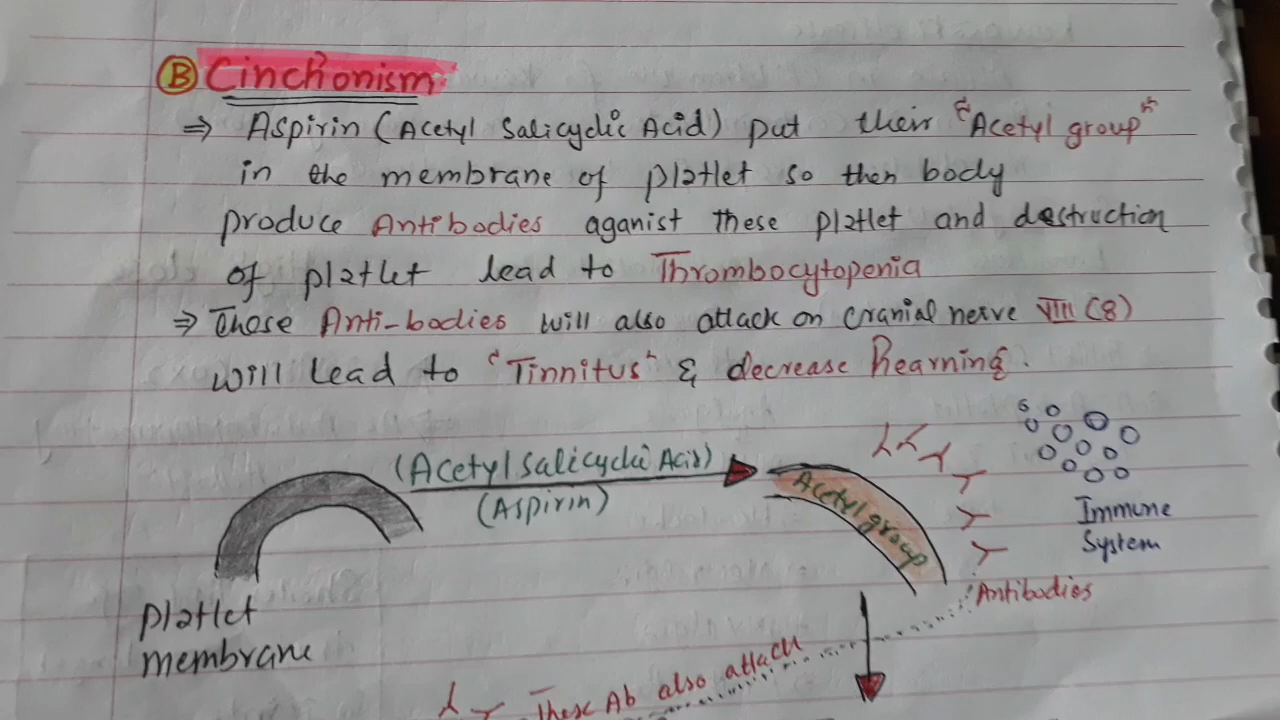 B Cinchonism
⇒ Aspirin (Acetyl Salicyclic Acid) put their "Acetyl group"
in the membrane of platlet so then body
produce Antibodies aganist these platlet and destruction
of platlet lead to Thrombocytopenia
⇒ These Anti-bodies will also attack on cranial nerve VIII (8)
will lead to "Tinnitus" & decrease hearning.
(Acetyl salicyclic Acid)
(Aspirin)
Acetyl group
Immune
System
Antibodies
platlet
membrane
These Ab also attach